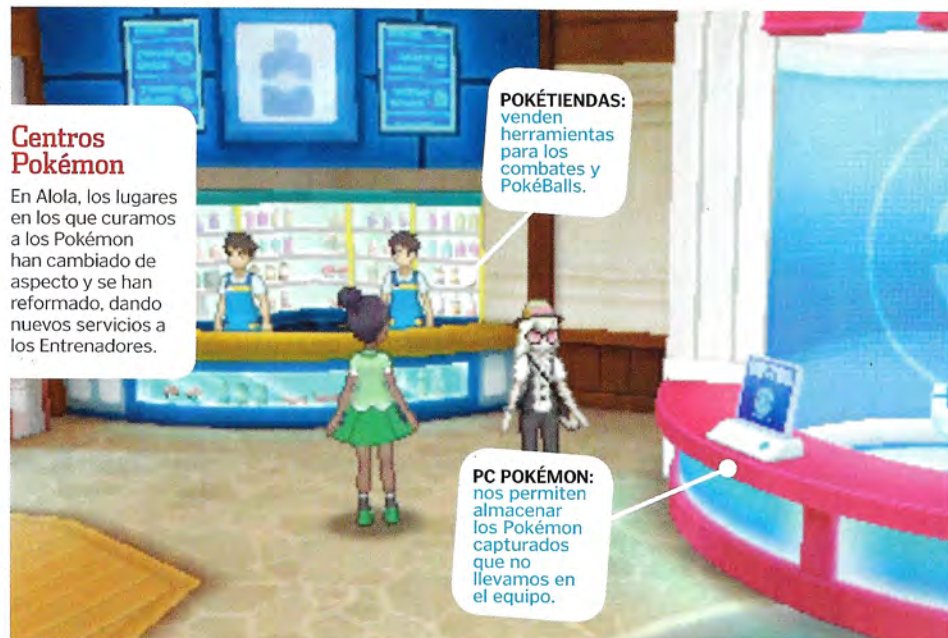 Centros
Pokémon
En Alola, los lugares
en los que curamos
a los Pokémon
han cambiado de
aspecto y se han
reformado, dando
nuevos servicios a
los Entrenadores.
POKÉTIENDAS:
venden
herramientas
para los
combates y
PokéBalls.
PC POKÉMON:
nos permiten
almacenar
los Pokémon
capturados
que no
llevamos en
el equipo.